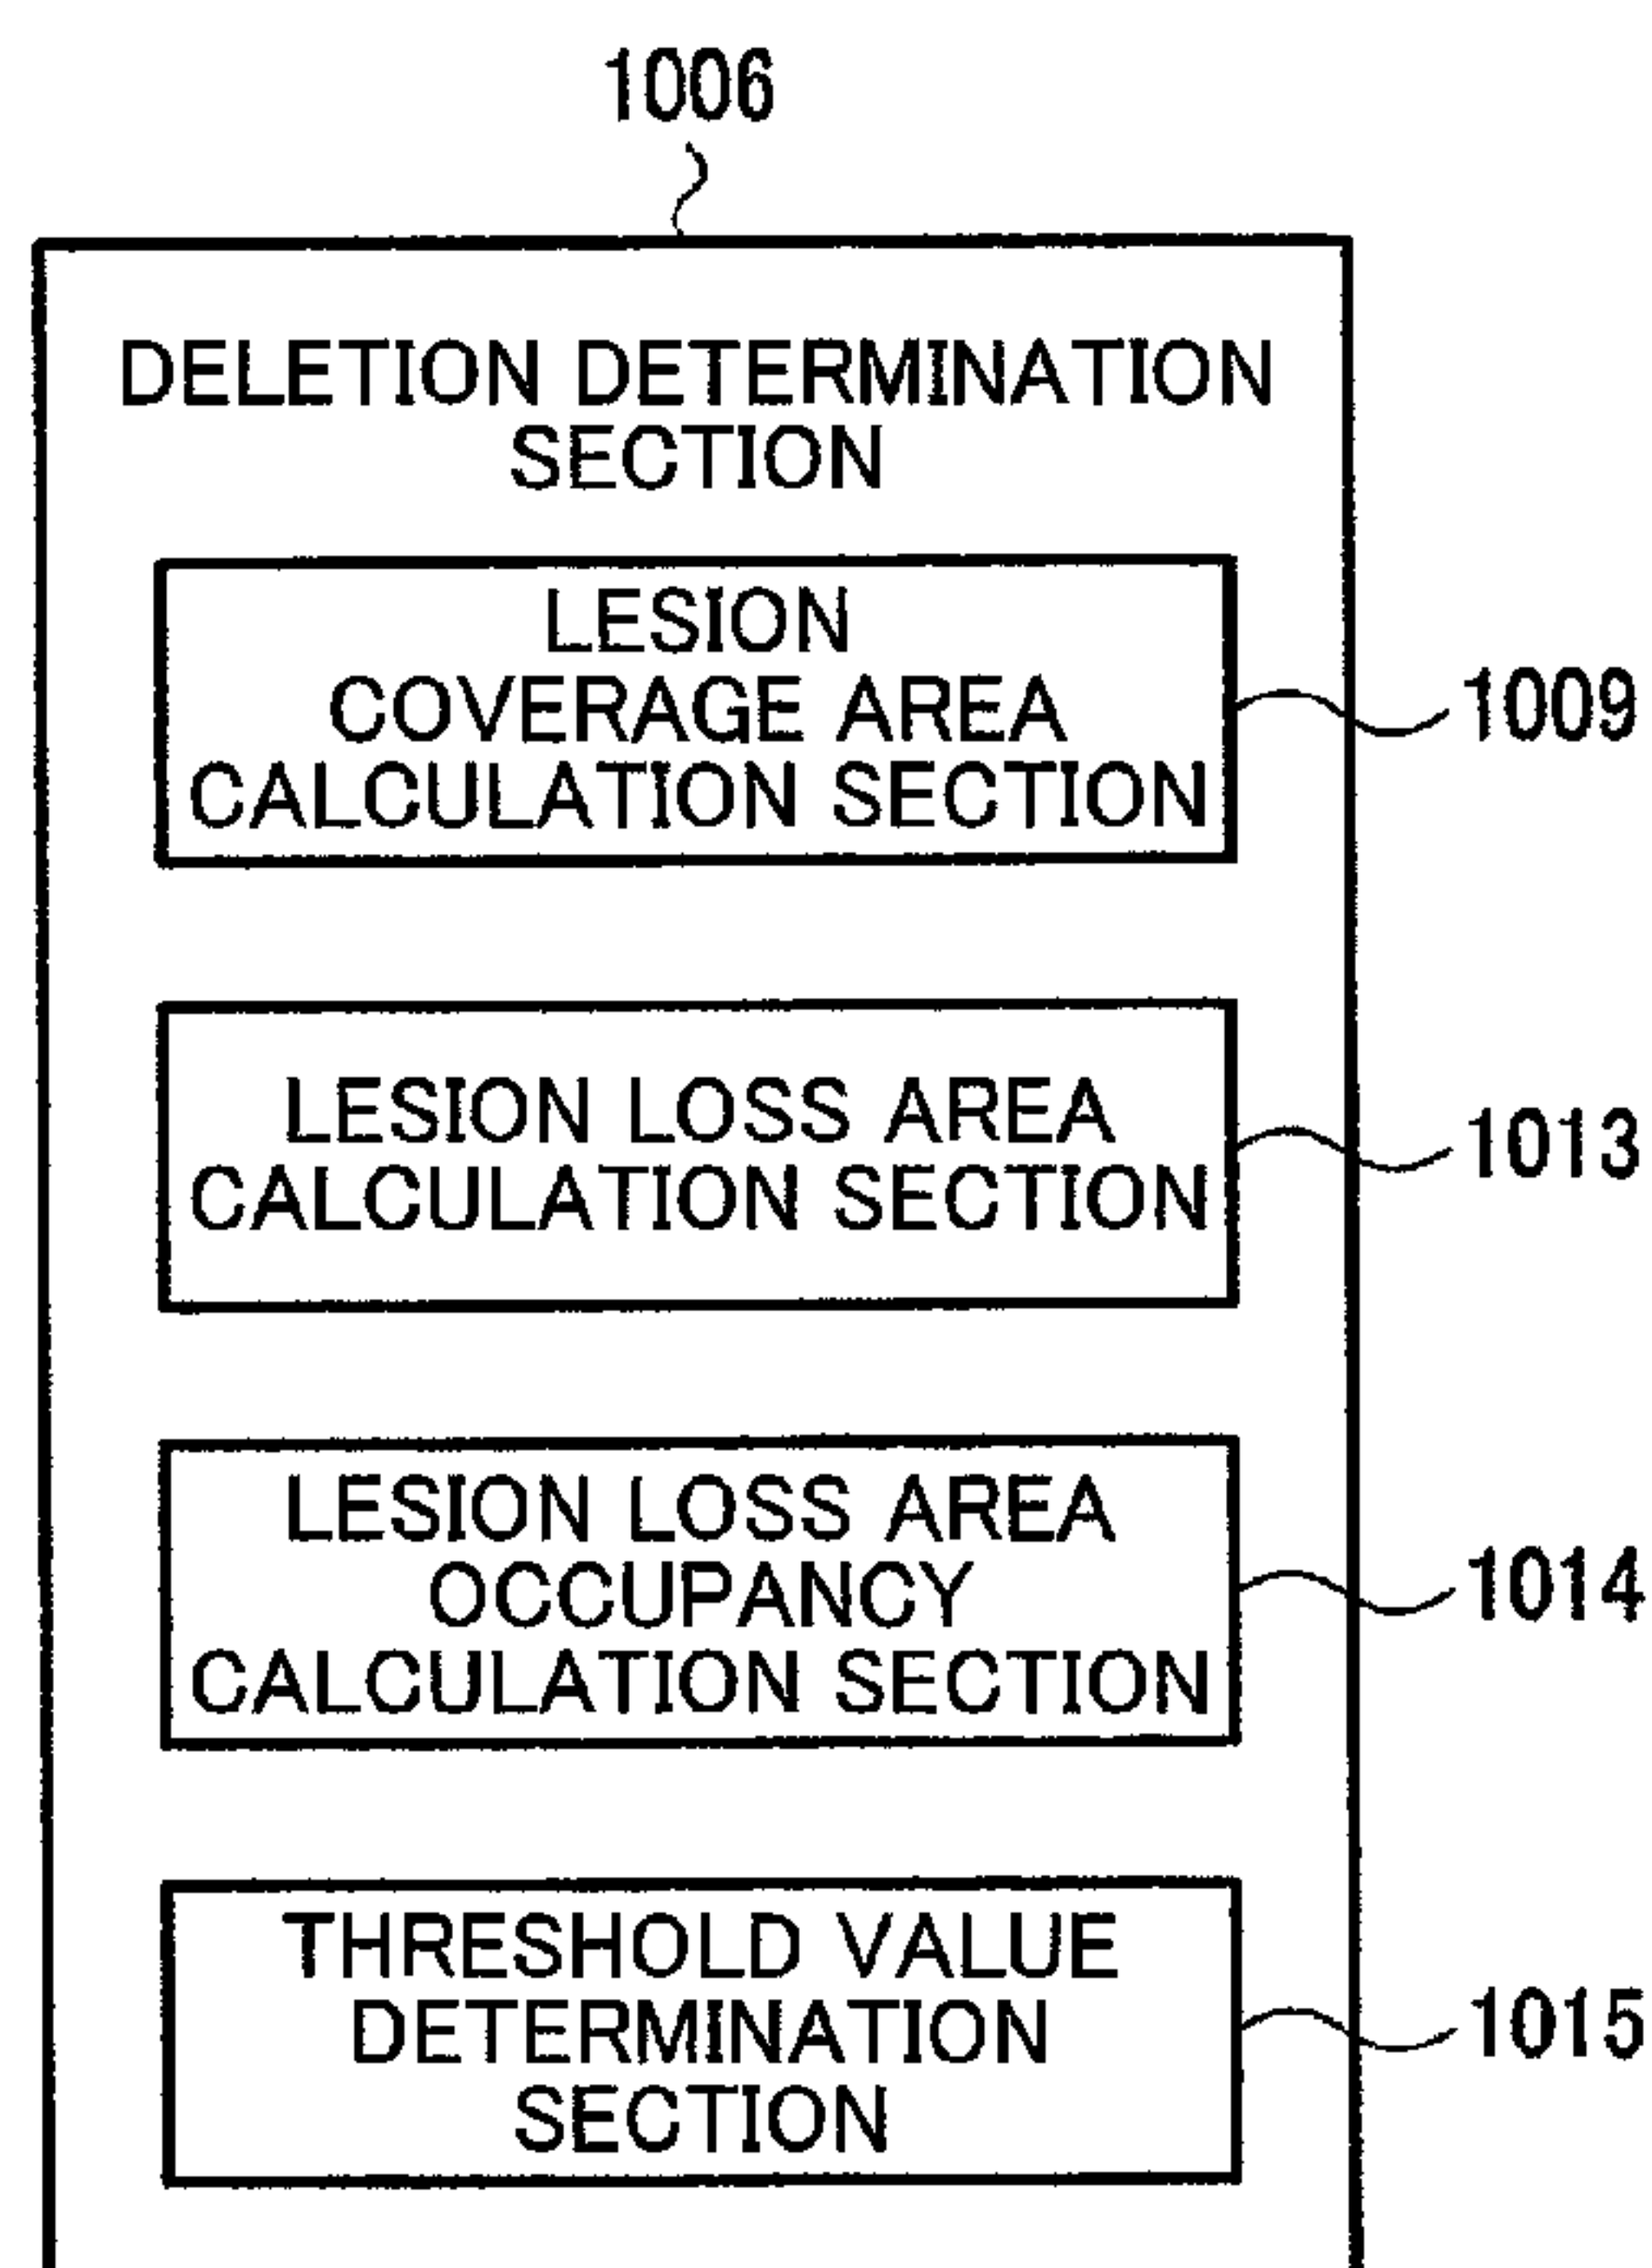 1006
DELETION DETERMINATION
SECTION
LESION
COVERAGE AREA
CALCULATION SECTION
1009
LESION LOSS AREA
CALCULATION SECTION
1013
LESION LOSS AREA
OCCUPANCY
CALCULATION SECTION
1014
THRESHOLD VALUE
DETERMINATION
SECTION
1015